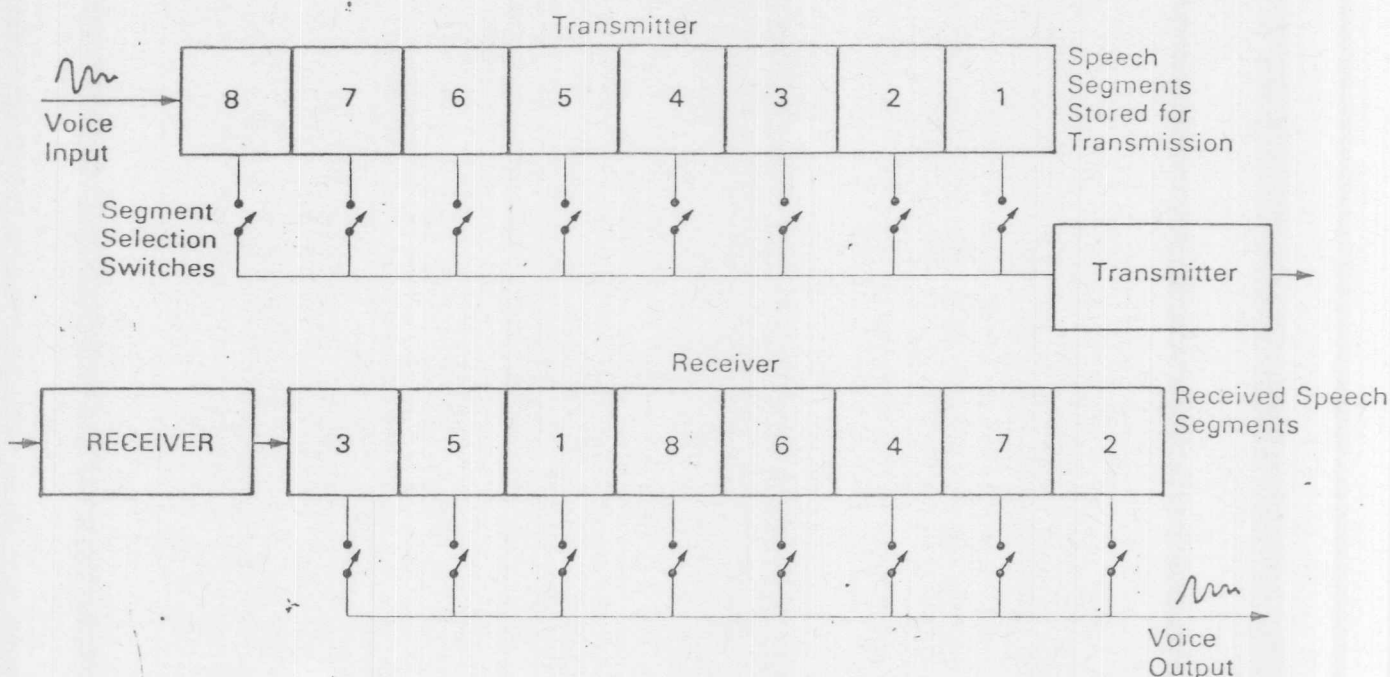 Transmitter
8 7 6 5 4 3 2 1
Speech
Segments
Stored for
Transmission
Voice
Input
Segment
Selection
Switches
Transmitter
Receiver
RECEIVER
3 5 1 8 6 4 7 2
Received Speech
Segments
Voice
Output